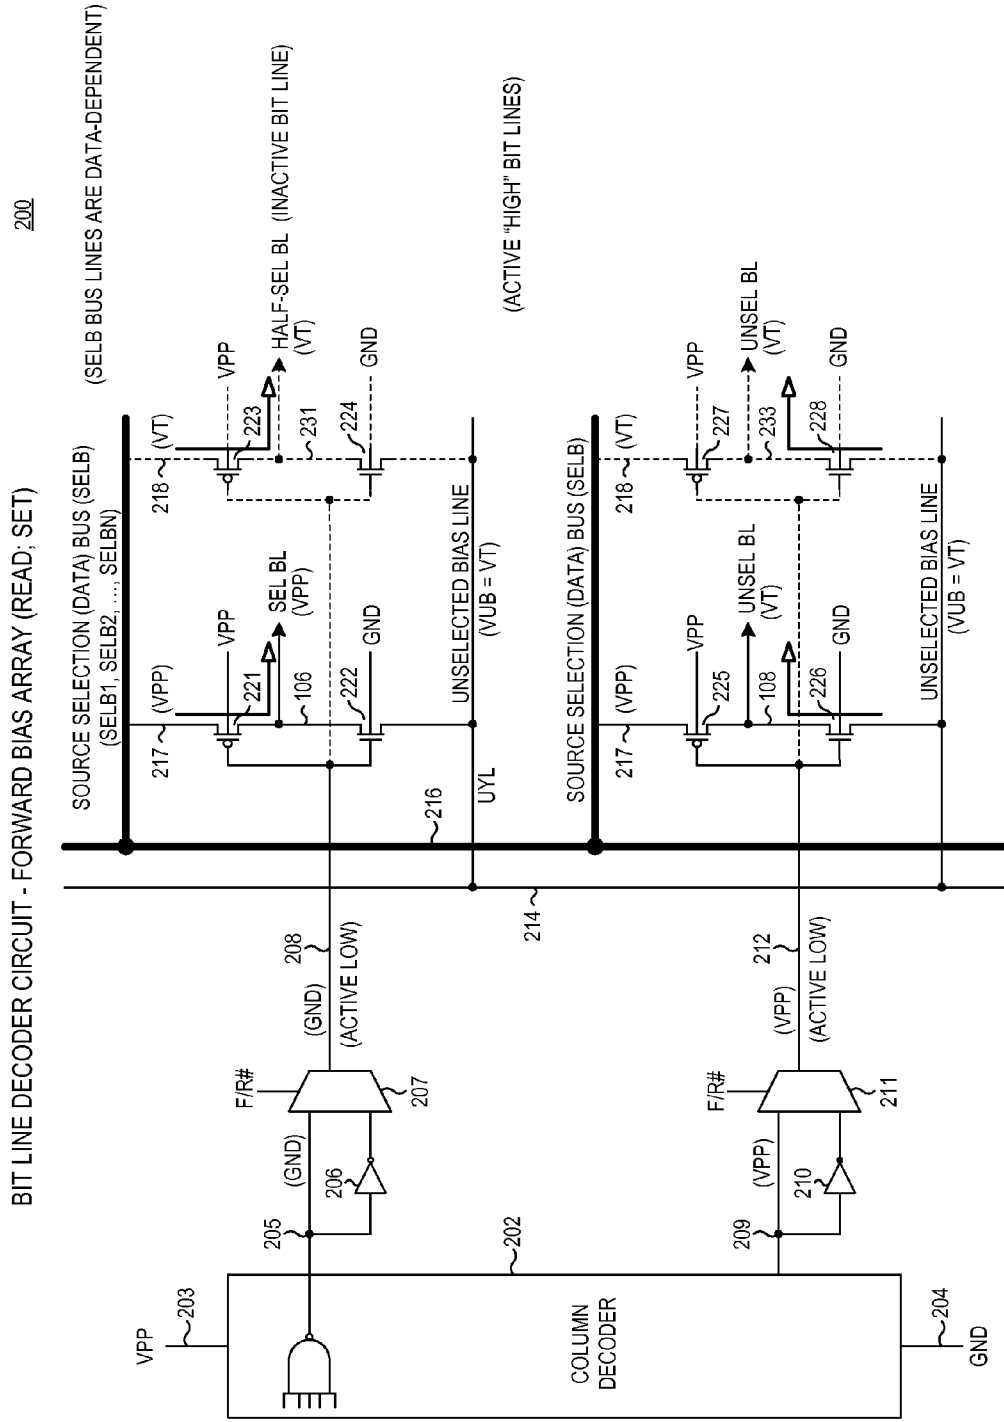 BIT LINE DECODER CIRCUIT - FORWARD BIAS ARRAY (READ; SET)
200
(SELB BUS LINES ARE DATA-DEPENDENT)
SOURCE SELECTION (DATA) BUS (SELB)
(SELB1, SELB2, ..., SELBN)
217
(VPP)
218
(VT)
VPP
221
VPP
223
SEL BL
(VPP)
HALF-SEL BL (INACTIVE BIT LINE)
(VT)
106
231
222
GND
224
GND
UYL
UNSELECTED BIAS LINE
(VUB = VT)
VPP
203
205
(GND)
206
F/R#
207
(GND)
208
(ACTIVE LOW)
214
216
(ACTIVE "HIGH" BIT LINES)
202
COLUMN
DECODER
SOURCE SELECTION (DATA) BUS (SELB)
217
(VPP)
218
(VT)
VPP
225
VPP
227
UNSEL BL
(VT)
UNSEL BL
(VT)
108
233
226
GND
228
GND
UNSELECTED BIAS LINE
(VUB = VT)
209
(VPP)
210
F/R#
211
(VPP)
212
(ACTIVE LOW)
204
GND